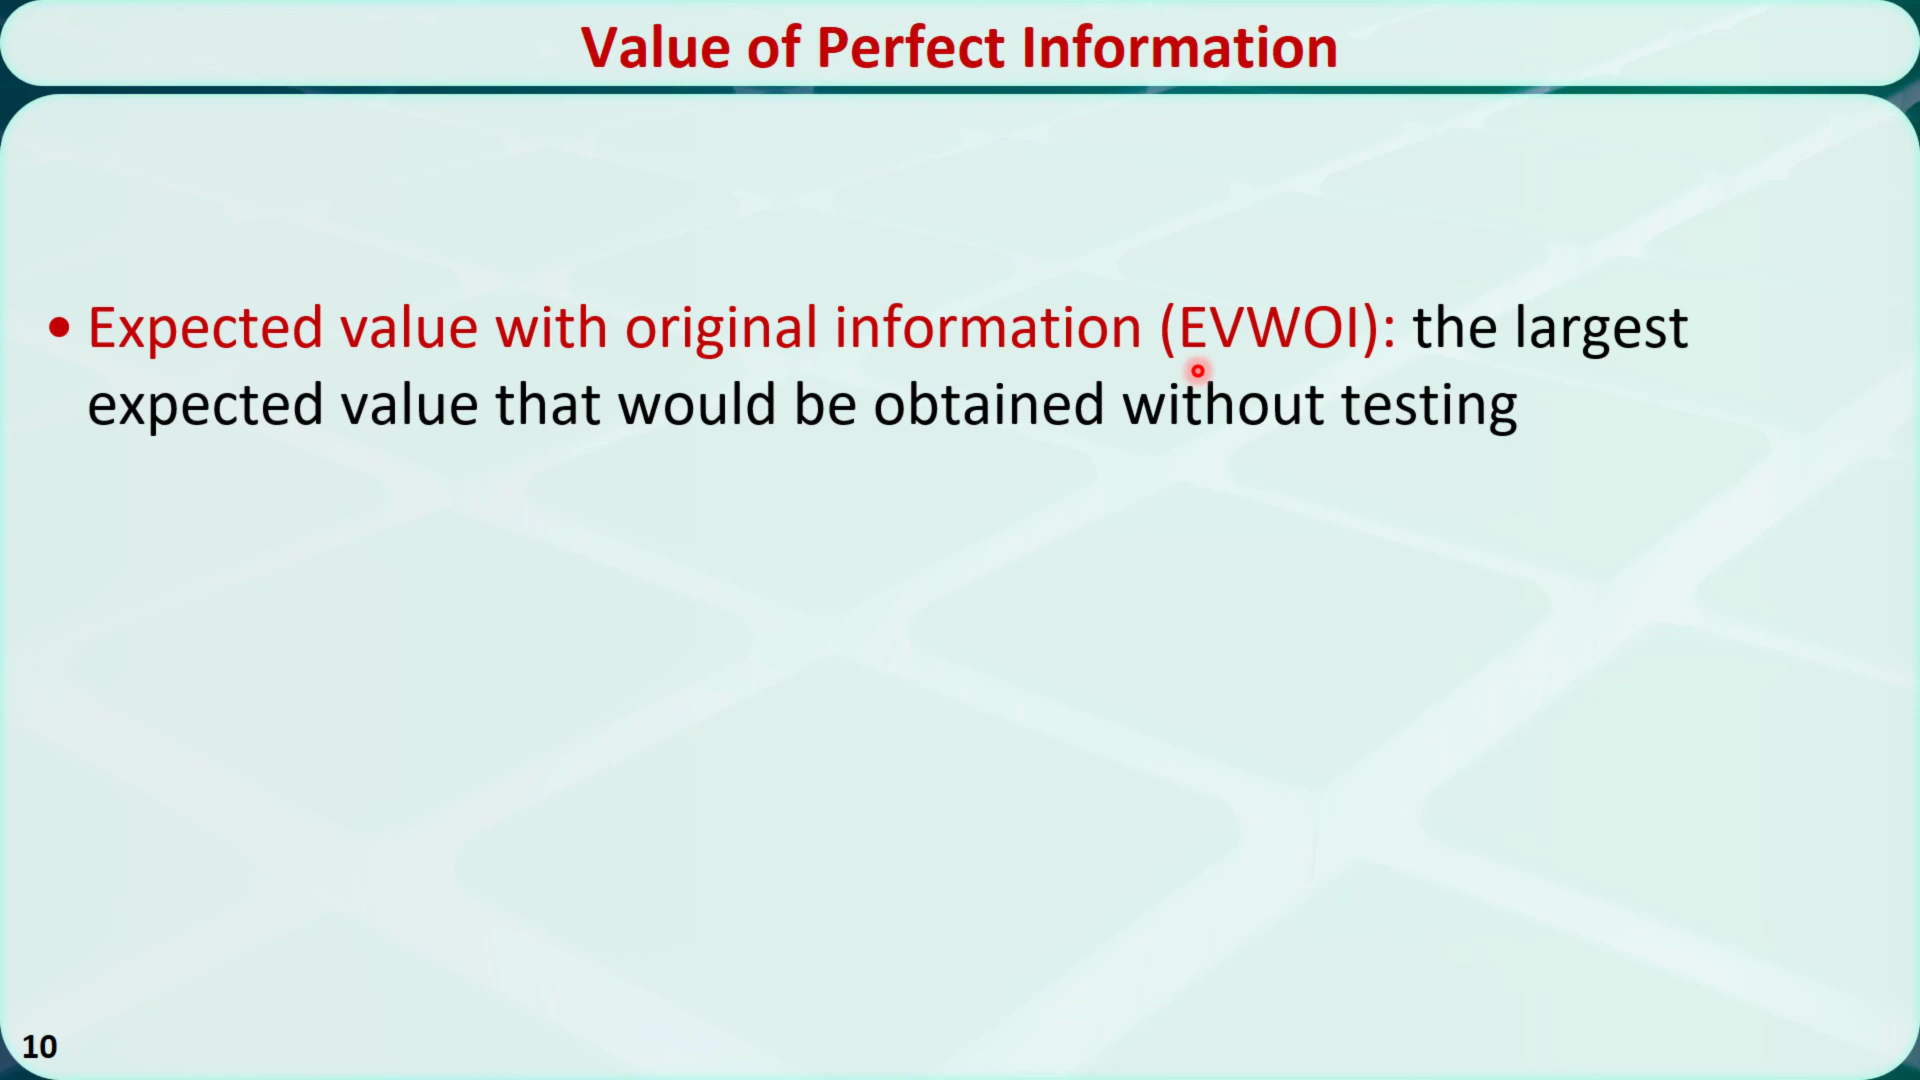 Value of Perfect Information
• Expected value with original information (EVWOI): the largest
expected value that would be obtained without testing
10